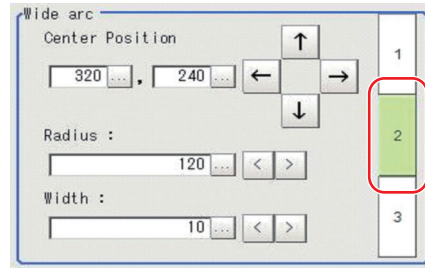 Wide arc
Center Position
320 ... , 240 ... ← ↑ ↓ →
Radius :
120 ... < >
Width :
10 ... < >
1
2
3